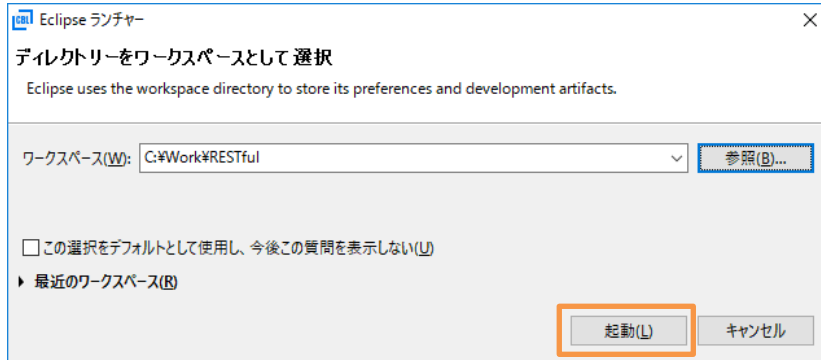 CBL Eclipse ランチャー
ディレクトリーをワークスペースとして選択
Eclipse uses the workspace directory to store its preferences and development artifacts.
ワークスペース(W): C:¥Work¥RESTful 参照(B)...
この選択をデフォルトとして使用し、今後この質問を表示しない(U)
最近のワークスペース(R)
起動(L) キャンセル